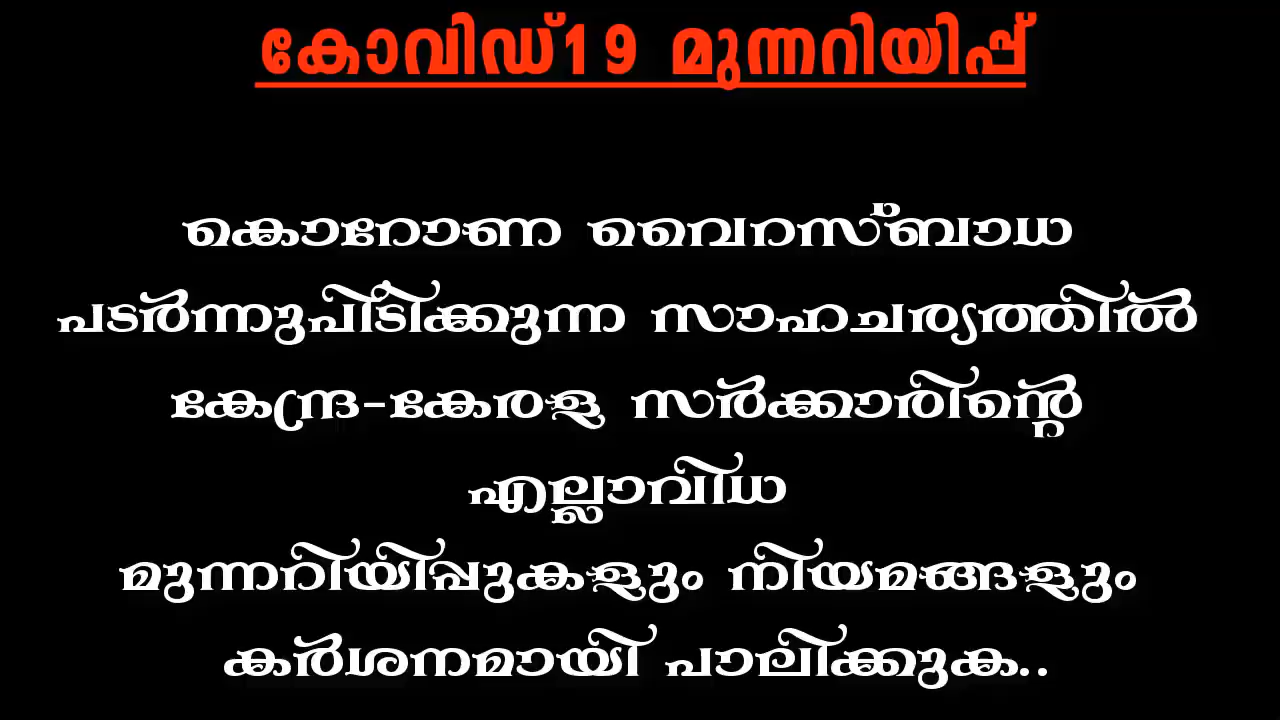 കോവിഡ്19 മുന്നറിയിപ്പ്
കൊറോണ വൈറസ്ബാധ
പടർന്നുപിടിക്കുന്ന സാഹചര്യത്തിൽ
കേന്ദ്ര-കേരള സർക്കാരിന്റെ
എല്ലാവിധ
മുന്നറിയിപ്പുകളും നിയമങ്ങളും
കർശനമായി പാലിക്കുക..